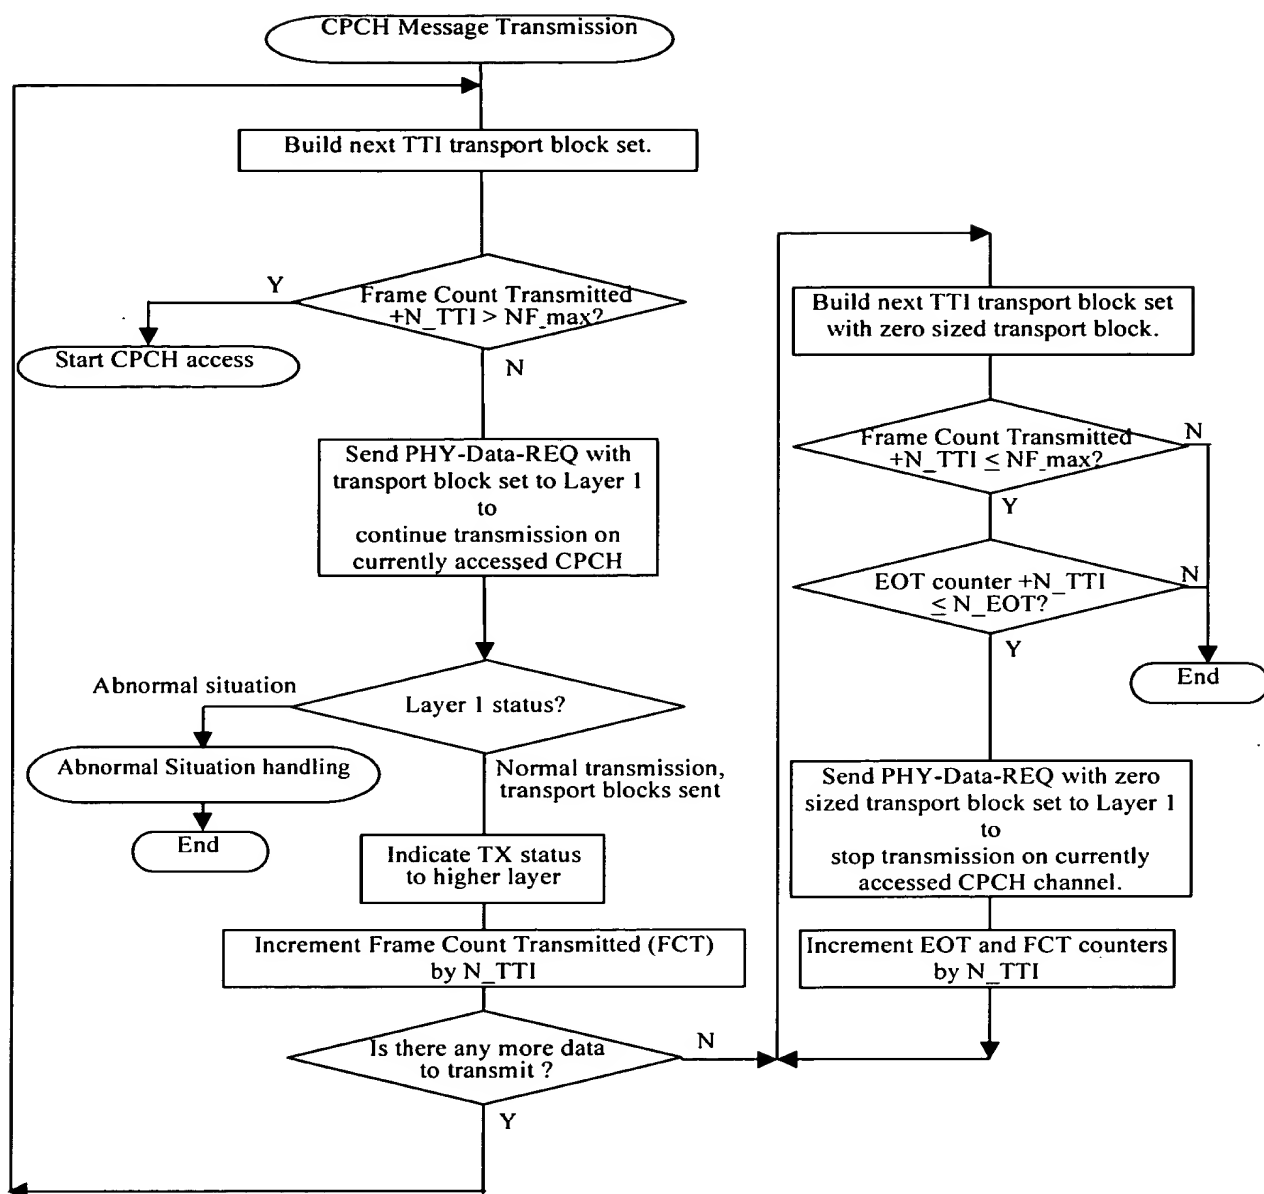 CPCH Message Transmission
Build next TTI transport block set.
Y
Frame Count Transmitted
+N_TTI > NF_max?
Start CPCH access
N
Send PHY-Data-REQ with
transport block set to Layer 1
to
continue transmission on
currently accessed CPCH
Abnormal situation
Layer 1 status?
Abnormal Situation handling
Normal transmission,
transport blocks sent
End
Indicate TX status
to higher layer
Increment Frame Count Transmitted (FCT)
by N_TTI
Is there any more data
to transmit ?
N
Y
Build next TTI transport block set
with zero sized transport block.
Frame Count Transmitted
+N_TTI ≤ NF_max?
N
Y
EOT counter +N_TTI
≤ N_EOT?
N
Y
End
Send PHY-Data-REQ with zero
sized transport block set to Layer 1
to
stop transmission on currently
accessed CPCH channel.
Increment EOT and FCT counters
by N_TTI